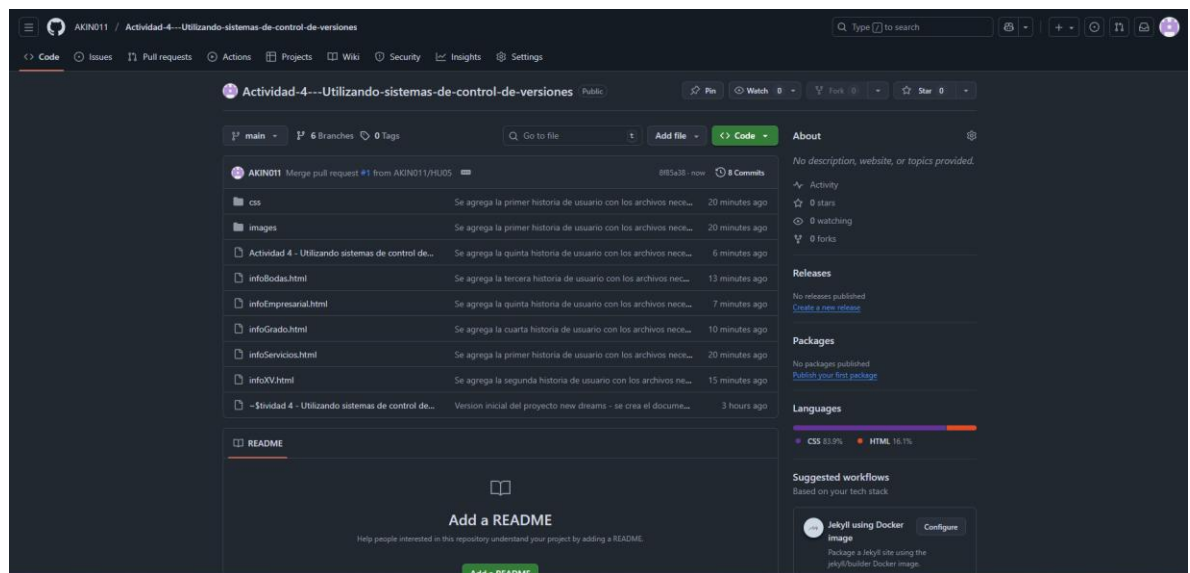 AKIN011 / Actividad-4---Utilizando-sistemas-de-control-de-versiones
Type / to search
Code Issues Pull requests Actions Projects Wiki Security Insights Settings
Actividad-4---Utilizando-sistemas-de-control-de-versiones Public
Pin Watch 0 Fork 0 Star 0
main 6 Branches 0 Tags
Go to file t Add file Code
AKIN011 Merge pull request #1 from AKIN011/HU05
8f85a38 · now 8 Commits
css Se agrega la primer historia de usuario con los archivos nece... 20 minutes ago
images Se agrega la primer historia de usuario con los archivos nece... 20 minutes ago
Actividad 4 - Utilizando sistemas de control de... Se agrega la quinta historia de usuario con los archivos nece... 6 minutes ago
infoBodas.html Se agrega la tercera historia de usuario con los archivos nec... 13 minutes ago
infoEmpresarial.html Se agrega la quinta historia de usuario con los archivos nece... 7 minutes ago
infoGrado.html Se agrega la cuarta historia de usuario con los archivos nece... 10 minutes ago
infoServicios.html Se agrega la primer historia de usuario con los archivos nece... 20 minutes ago
infoXV.html Se agrega la segunda historia de usuario con los archivos ne... 15 minutes ago
~$tividad 4 - Utilizando sistemas de control de... Version inicial del proyecto new dreams - se crea el docume... 3 hours ago
README
Add a README
Help people interested in this repository understand your project by adding a README.
Add a README
About
No description, website, or topics provided.
Activity
0 stars
0 watching
0 forks
Releases
No releases published
Create a new release
Packages
No packages published
Publish your first package
Languages
CSS 83.9% HTML 16.1%
Suggested workflows
Based on your tech stack
Jekyll using Docker image
Configure
Package a Jekyll site using the
jekyll/builder Docker image.